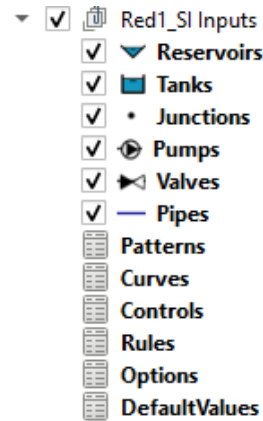 Red1_SI Inputs
Reservoirs
Tanks
Junctions
Pumps
Valves
Pipes
Patterns
Curves
Controls
Rules
Options
DefaultValues